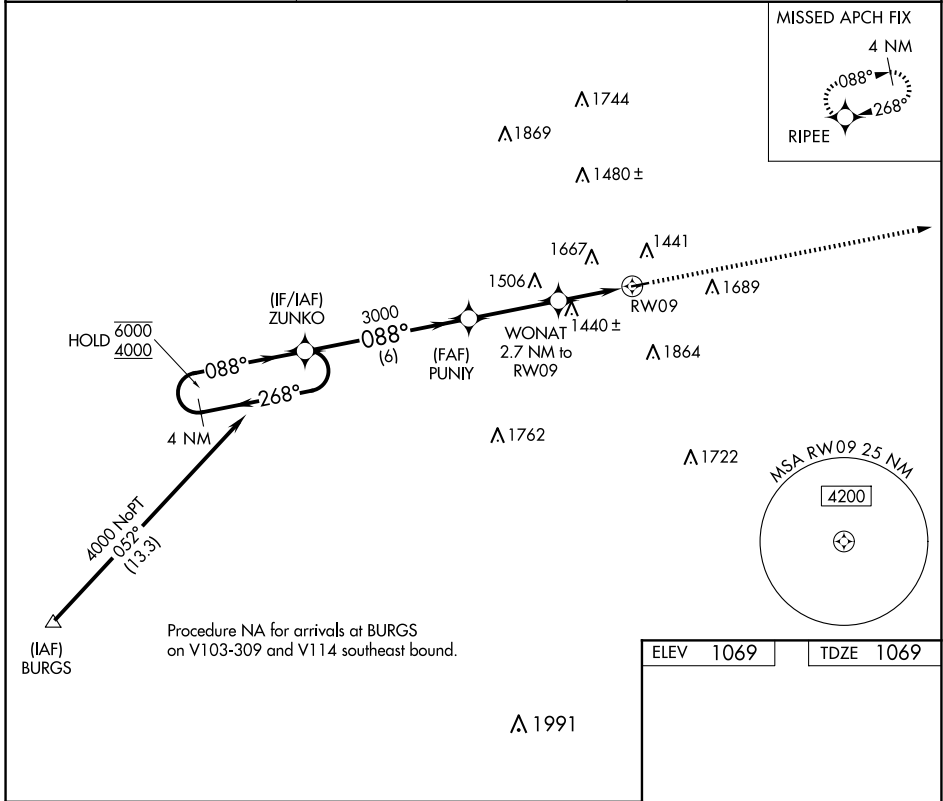 MISSED APCH FIX
4 NM
088°
268°
RIPEE
1744
1869
1480 ±
1667
1441
1506
1689
RW09
(IF/IAF)
ZUNKO
3000
088°
(6)
(FAF)
PUNIY
WONAT
2.7 NM to
RW09
1440 ±
1864
HOLD 6000
4000
088°
268°
4 NM
1762
1722
MSA RW09 25 NM
4200
4000 NoPT
052°
(13.3)
(IAF)
BURGS
Procedure NA for arrivals at BURGS
on V103-309 and V114 southeast bound.
ELEV 1069
TDZE 1069
1991